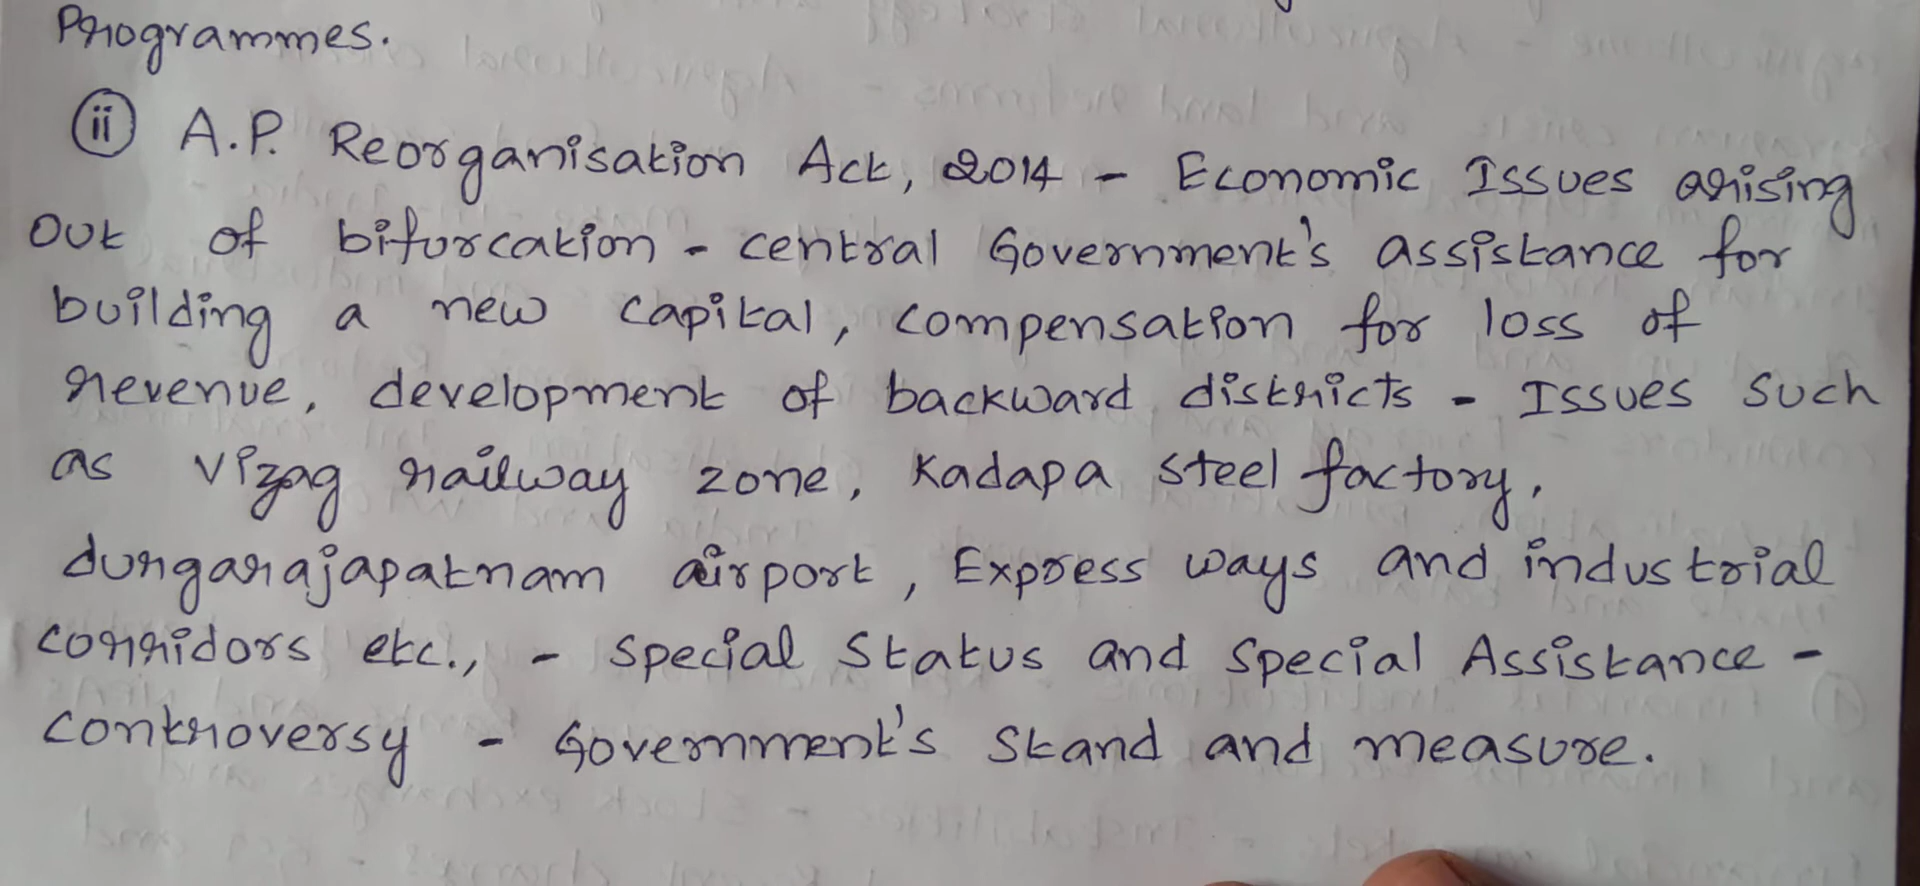 Programmes.
ii A.P. Reorganisation Act, 2014 - Economic Issues arising
out of bifurcation - central Government's assistance for
building a new capital, compensation for loss of
revenue, development of backward districts - Issues such
as Vizag railway zone, Kadapa steel factory,
dungarajapatnam airport, Express ways and industrial
corridors etc., - special status and special Assistance -
controversy - Government's stand and measure.